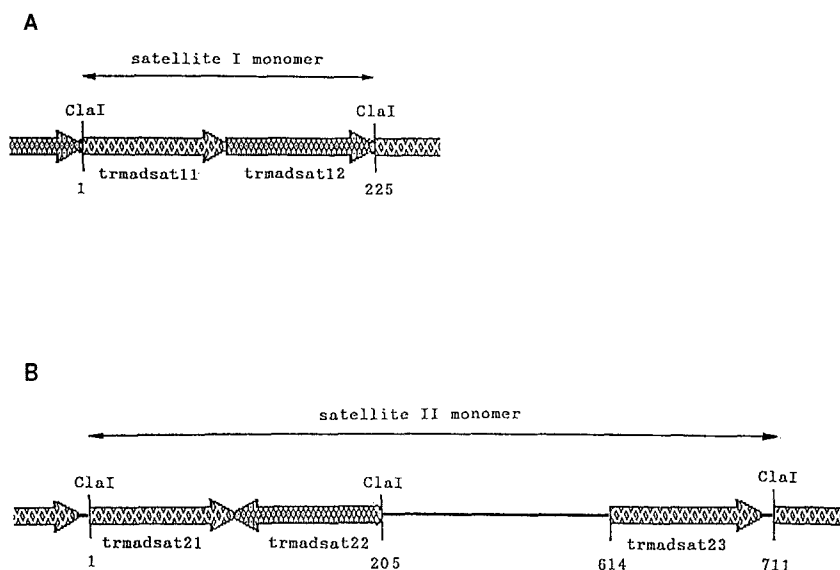 A
satellite I monomer
ClaI ClaI
trmadsat11 trmadsat12
1 225
B
satellite II monomer
ClaI ClaI ClaI
trmadsat21 trmadsat22 trmadsat23
1 205 614 711